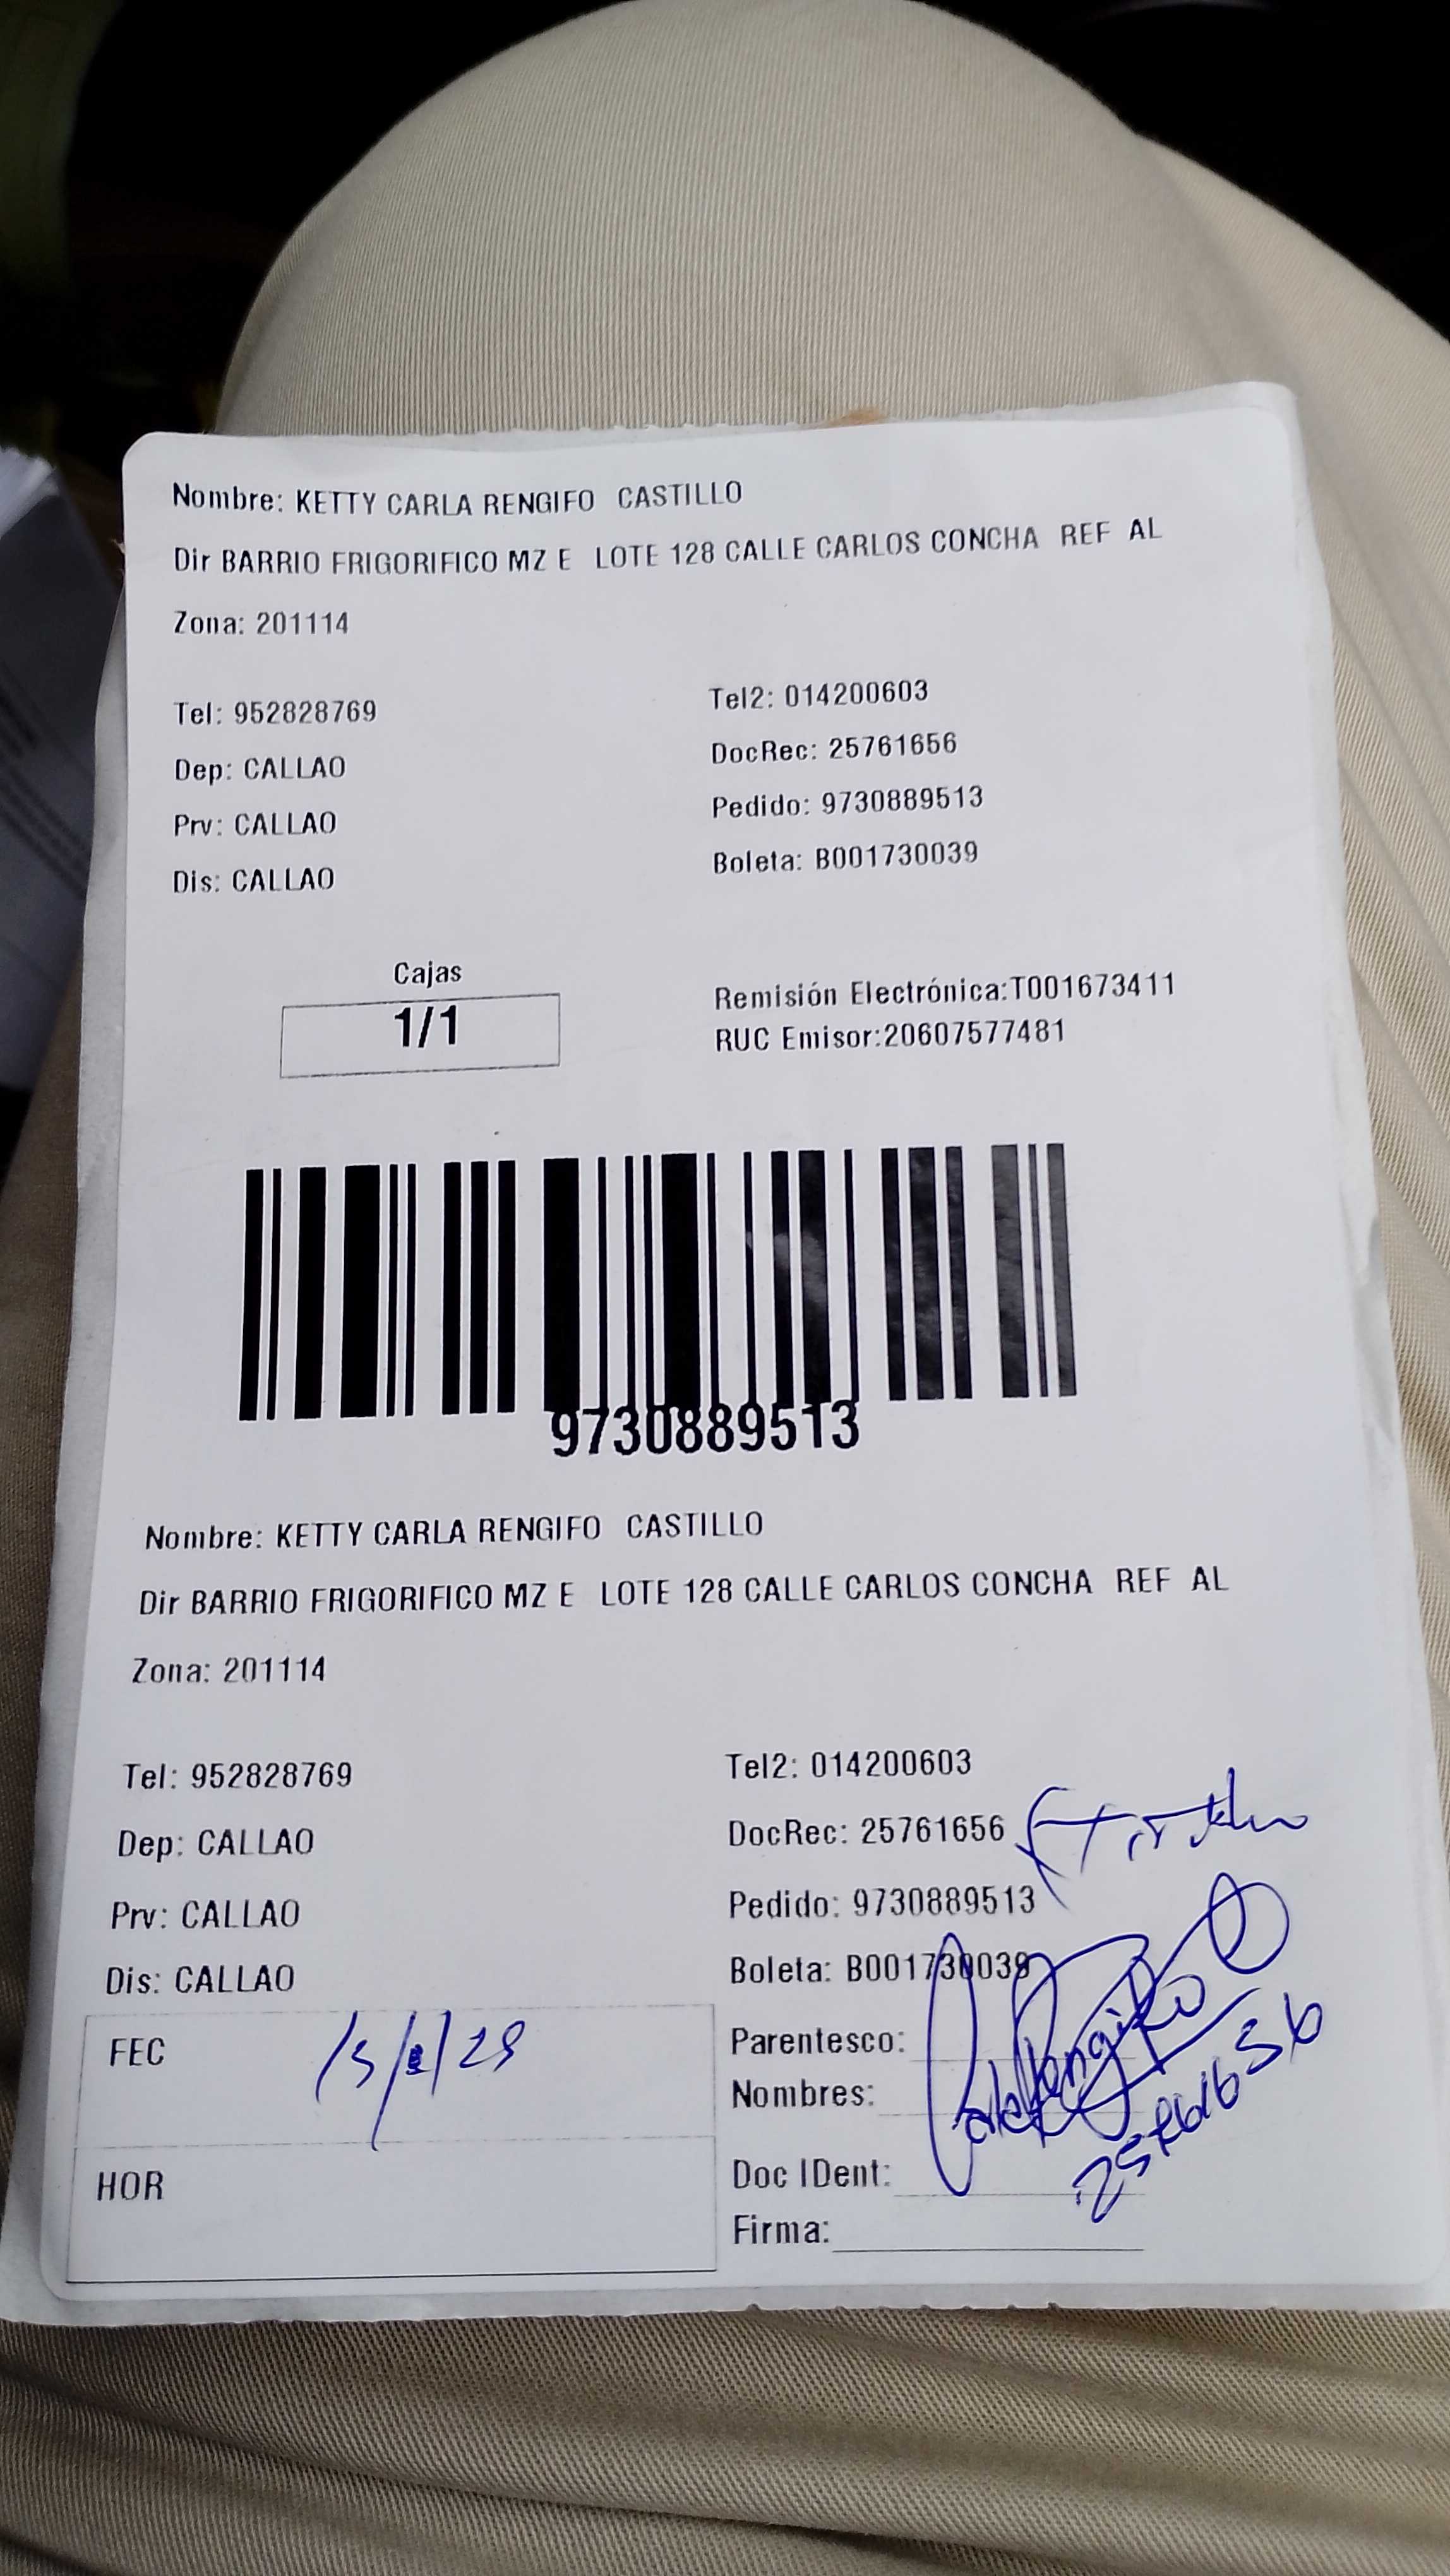 Nombre: KETTY CARLA RENGIFO CASTILLO
Dir BARRIO FRIGORIFICO MZ E LOTE 128 CALLE CARLOS CONCHA REF AL
Zona: 201114
Tel: 952828769
Tel2: 014200603
Dep: CALLAO
DocRec: 25761656
Prv: CALLAO
Pedido: 9730889513
Dis: CALLAO
Boleta: B001730039
Cajas
1/1
Remisión Electrónica:T001673411
RUC Emisor:20607577481
9730889513
Nombre: KETTY CARLA RENGIFO CASTILLO
Dir BARRIO FRIGORIFICO MZ E LOTE 128 CALLE CARLOS CONCHA REF AL
Zona: 201114
Tel: 952828769
Tel2: 014200603
Dep: CALLAO
DocRec: 25761656
Prv: CALLAO
Pedido: 9730889513
Dis: CALLAO
Boleta: B001730039
FEC
Parentesco:
Nombres:
HOR
Doc IDent:
25761656
Firma: